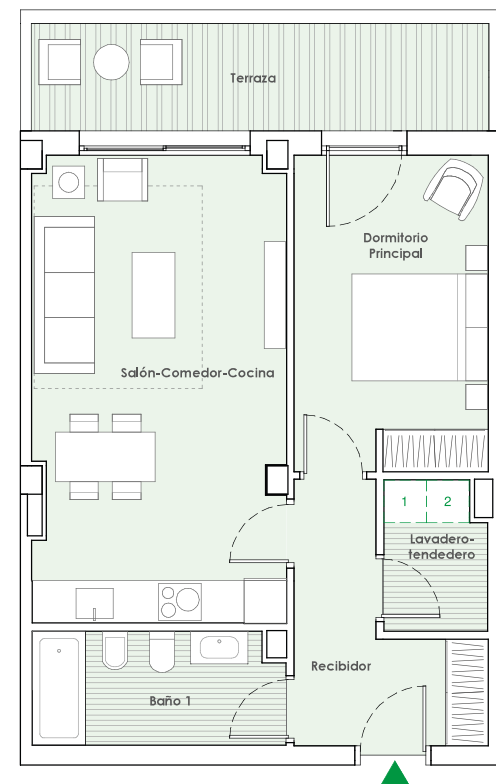 Terraza
Dormitorio
Principal
Salón-Comedor-Cocina
1 2
Lavadero-
tendedero
Recibidor
Baño 1